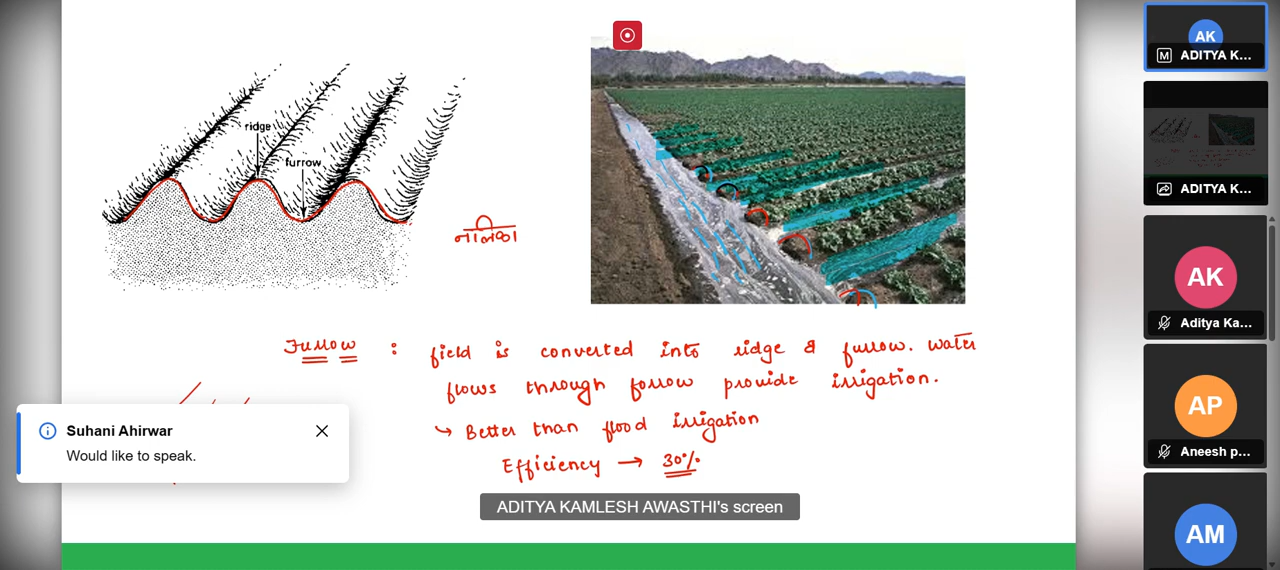 ridge
furrow
नालिका
Furrow : field is converted into ridge & furrow. water
flows through forrow provide irrigation.
↳ Better than flood irrigation
Efficiency → 30%
Suhani Ahirwar
Would like to speak.
ADITYA KAMLESH AWASTHI's screen
AK
ADITYA K...
ADITYA K...
AK
Aditya Ka...
AP
Aneesh p...
AM